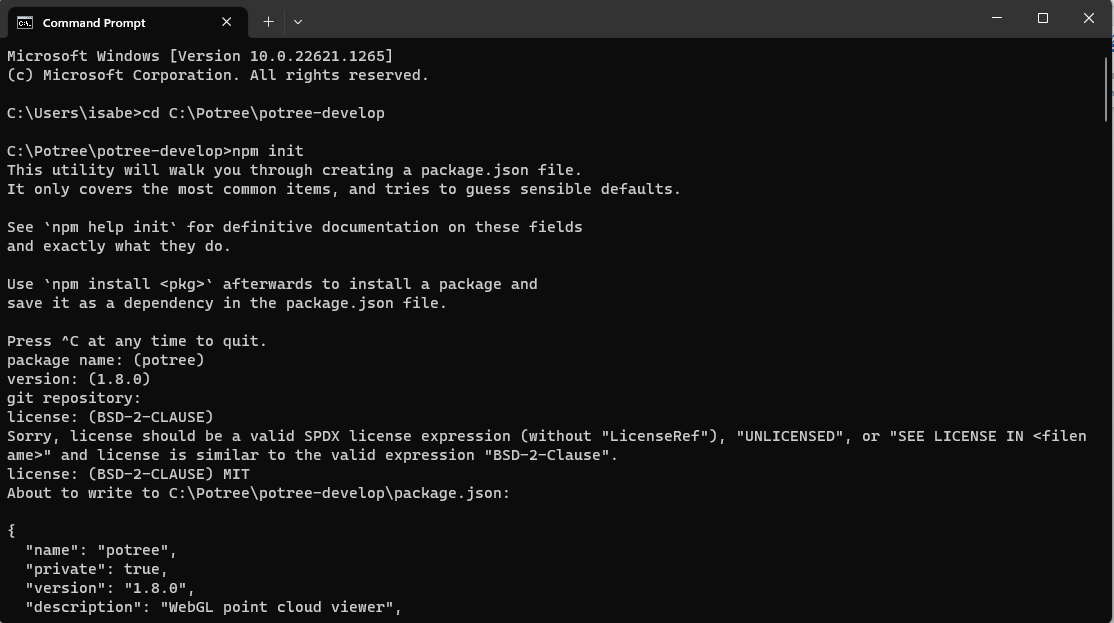 Command Prompt
Microsoft Windows [Version 10.0.22621.1265]
(c) Microsoft Corporation. All rights reserved.
C:\Users\isabe>cd C:\Potree\potree-develop
C:\Potree\potree-develop>npm init
This utility will walk you through creating a package.json file.
It only covers the most common items, and tries to guess sensible defaults.
See `npm help init` for definitive documentation on these fields
and exactly what they do.
Use `npm install <pkg>` afterwards to install a package and
save it as a dependency in the package.json file.
Press ^C at any time to quit.
package name: (potree)
version: (1.8.0)
git repository:
license: (BSD-2-CLAUSE)
Sorry, license should be a valid SPDX license expression (without "LicenseRef"), "UNLICENSED", or "SEE LICENSE IN <filen
ame>" and license is similar to the valid expression "BSD-2-Clause".
license: (BSD-2-CLAUSE) MIT
About to write to C:\Potree\potree-develop\package.json:
{
  "name": "potree",
  "private": true,
  "version": "1.8.0",
  "description": "WebGL point cloud viewer",